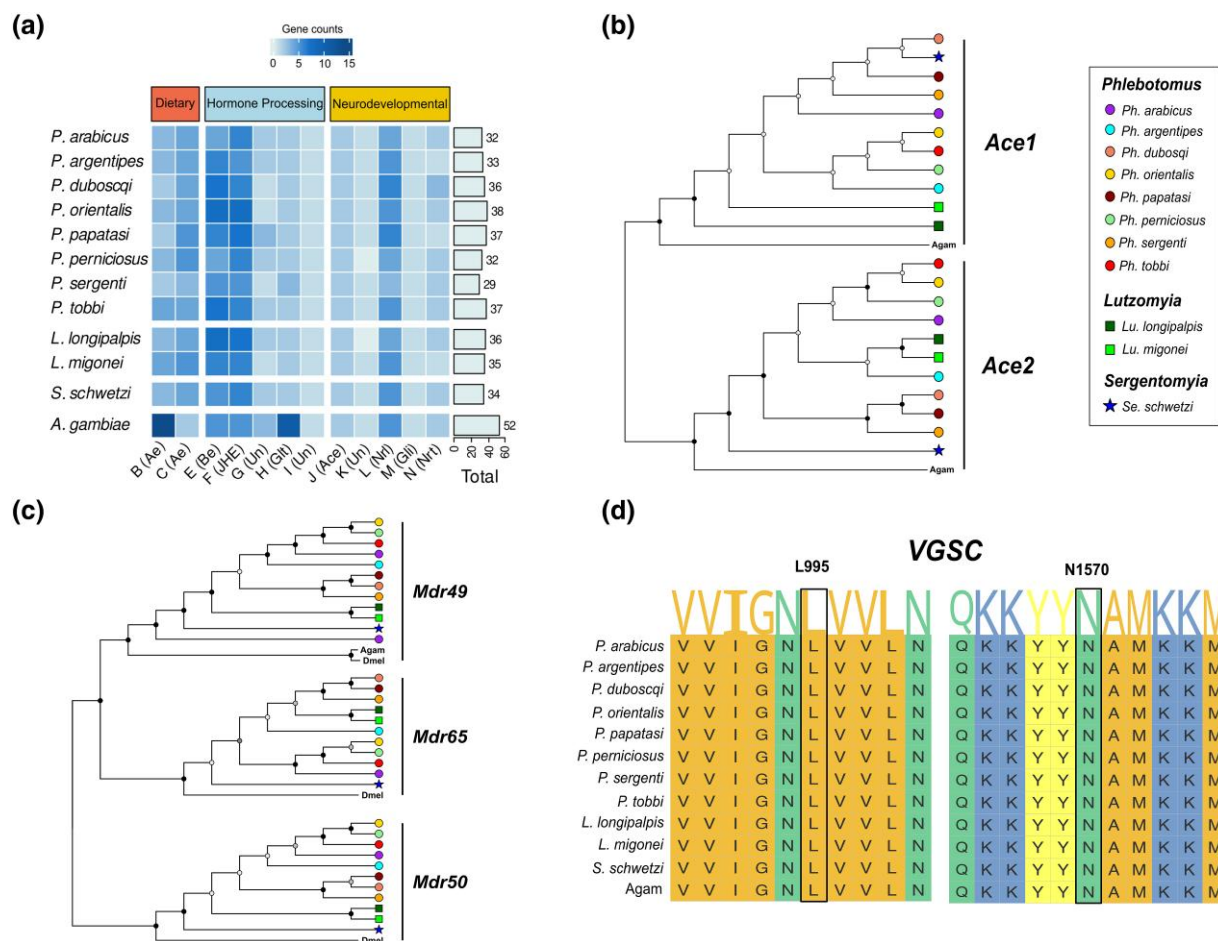 (a)
Gene counts
0 5 10 15
Dietary Hormone Processing Neurodevelopmental
P. arabicus 32
P. argentipes 33
P. duboscqi 36
P. orientalis 38
P. papatasi 37
P. perniciosus 32
P. sergenti 29
P. tobbi 37
L. longipalpis 36
L. migonei 35
S. schwetzi 34
A. gambiae 52
B (Ae) C (Ae) E (Be) F (JHE) G (Un) H (Glt) I (Un) J (Ace) K (Un) L (Nrl) M (Gli) N (Nrt)
0 20 40 60
Total
(b)
Ace1
Agam
Ace2
Agam
Phlebotomus
Ph. arabicus
Ph. argentipes
Ph. dubosqi
Ph. orientalis
Ph. papatasi
Ph. perniciosus
Ph. sergenti
Ph. tobbi
Lutzomyia
Lu. longipalpis
Lu. migonei
Sergentomyia
Se. schwetzi
(c)
Mdr49
Agam
Dmel
Mdr65
Dmel
Mdr50
Dmel
(d)
VGSC
L995 N1570
VVIGNLVVLN QKKYYNAMKKM
P. arabicus V V I G N L V V L N Q K K Y Y N A M K K M
P. argentipes V V I G N L V V L N Q K K Y Y N A M K K M
P. duboscqi V V I G N L V V L N Q K K Y Y N A M K K M
P. orientalis V V I G N L V V L N Q K K Y Y N A M K K M
P. papatasi V V I G N L V V L N Q K K Y Y N A M K K M
P. perniciosus V V I G N L V V L N Q K K Y Y N A M K K M
P. sergenti V V I G N L V V L N Q K K Y Y N A M K K M
P. tobbi V V I G N L V V L N Q K K Y Y N A M K K M
L. longipalpis V V I G N L V V L N Q K K Y Y N A M K K M
L. migonei V V I G N L V V L N Q K K Y Y N A M K K M
S. schwetzi V V I G N L V V L N Q K K Y Y N A M K K M
Agam V V I G N L V V L N Q K K Y Y N A M K K M